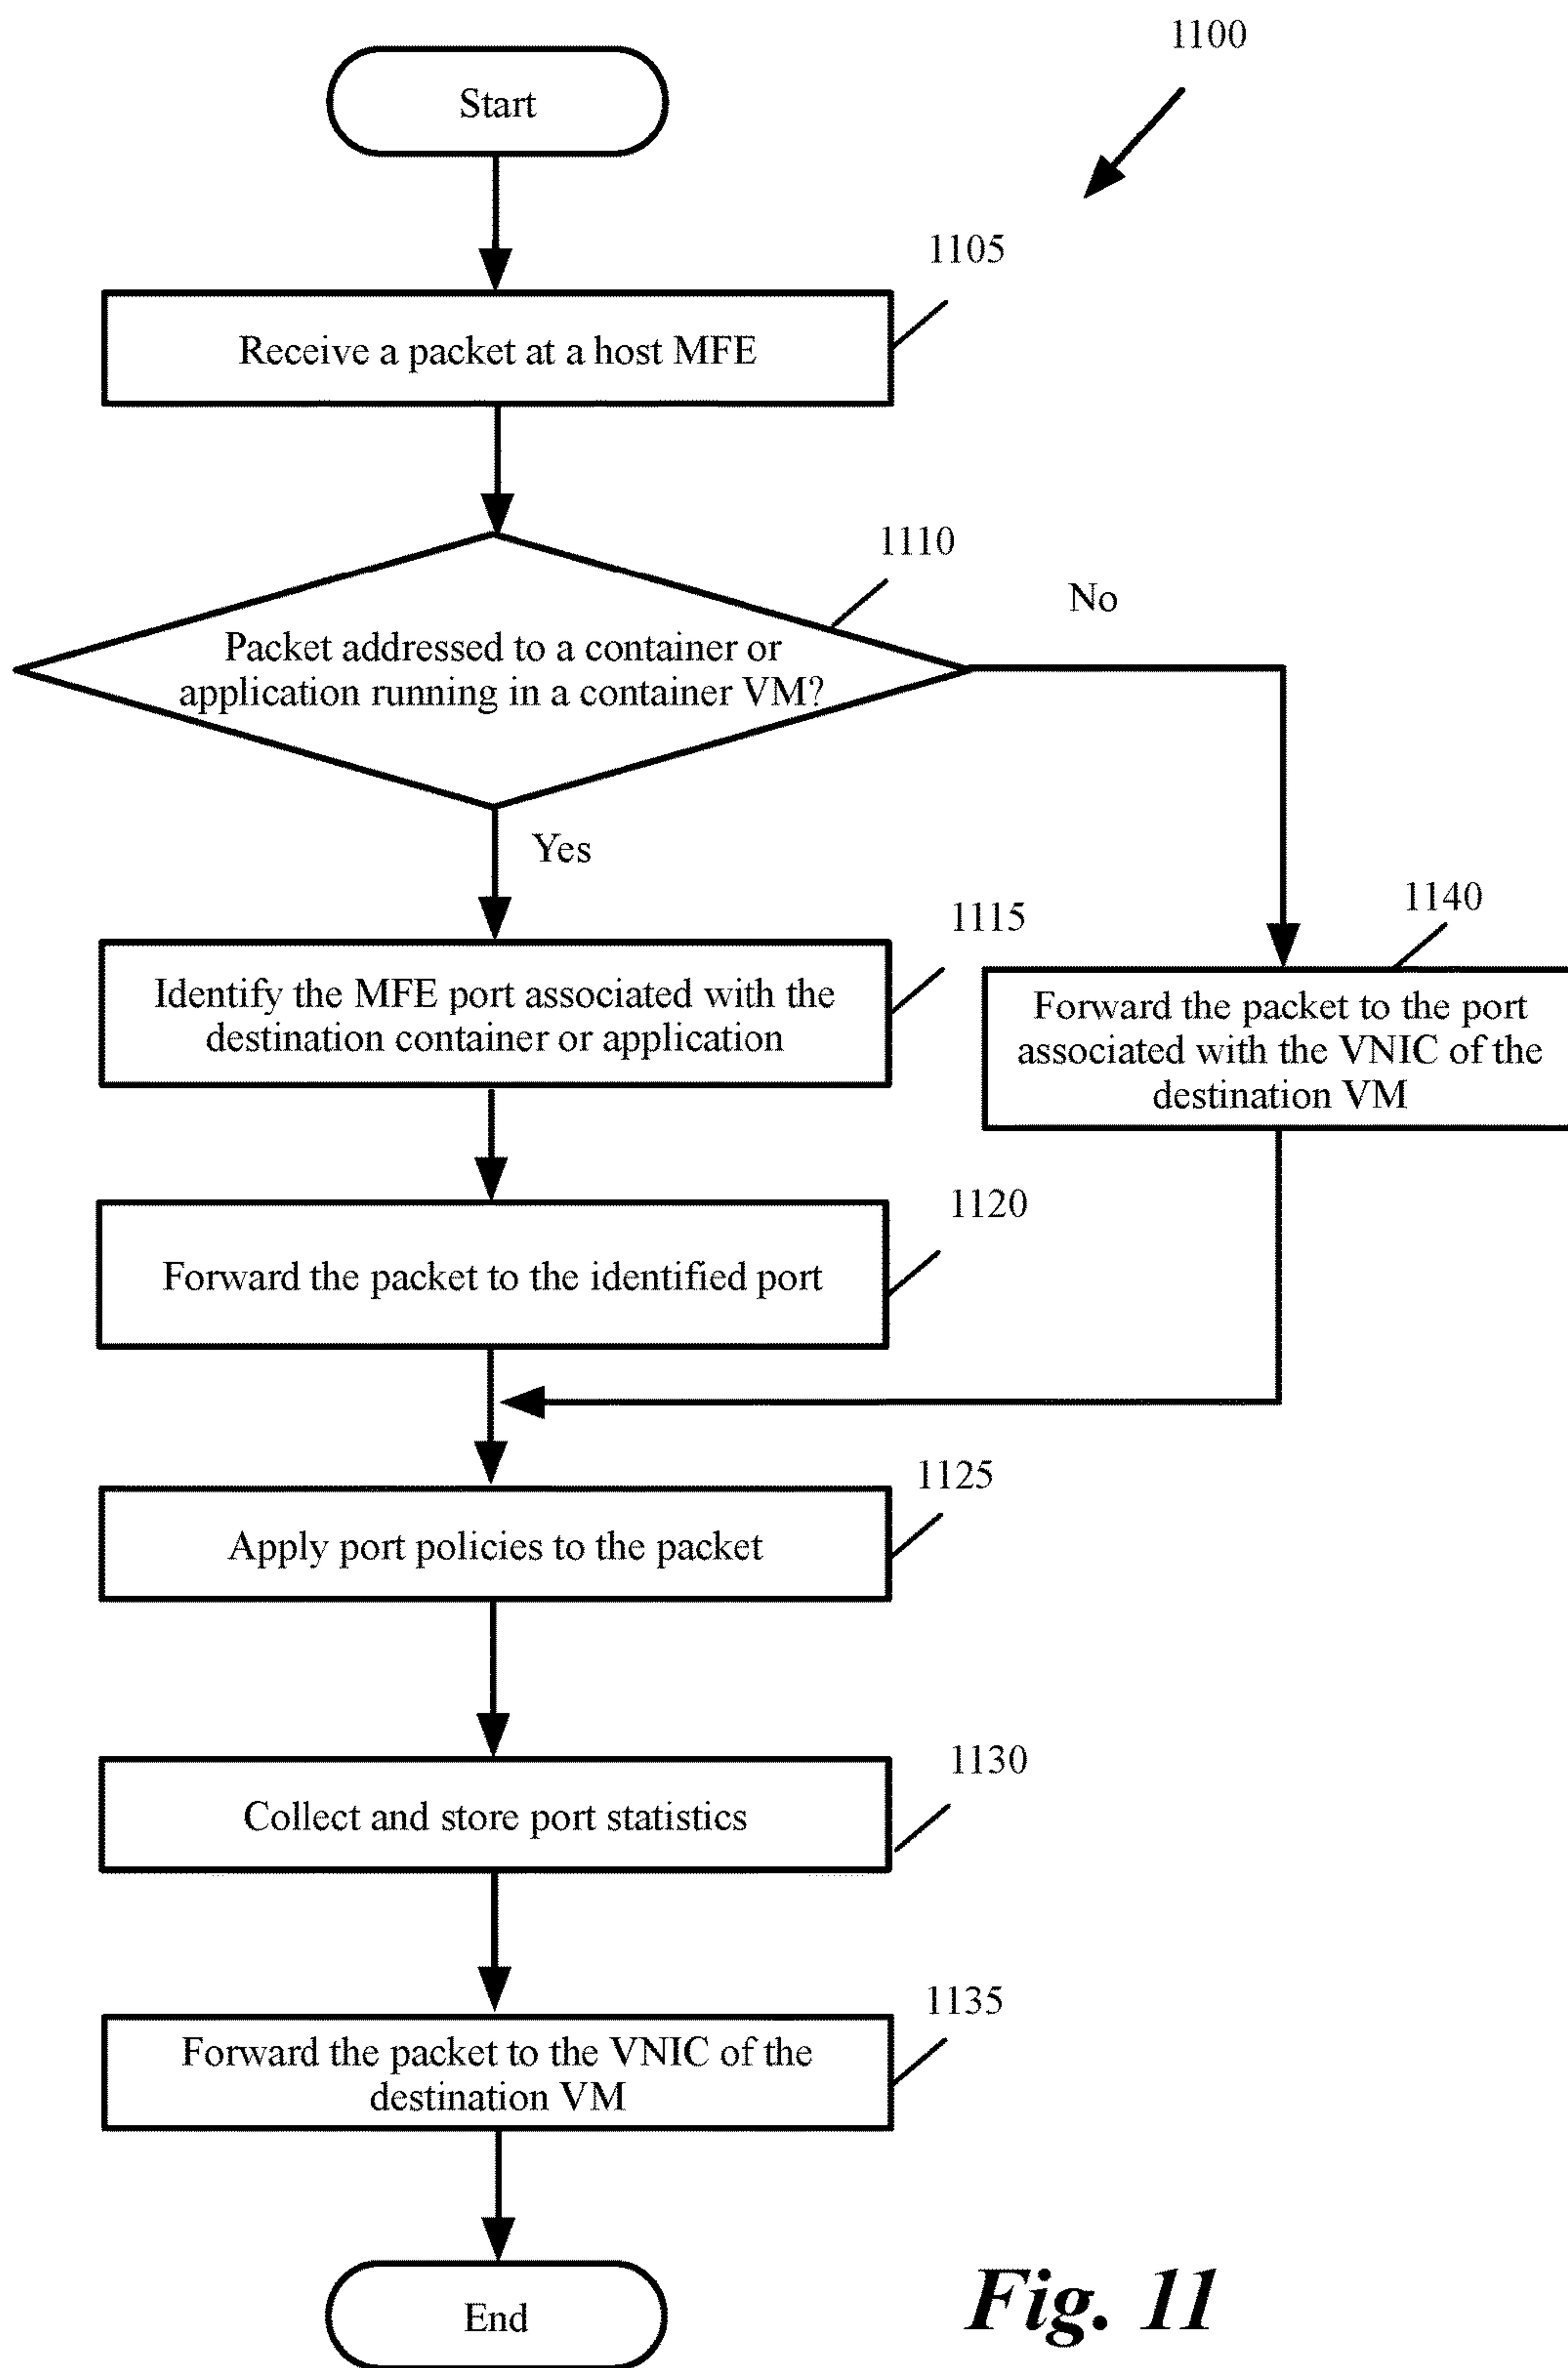 1100
Start
1105
Receive a packet at a host MFE
1110
No
Packet addressed to a container or
application running in a container VM?
Yes
1115
Identify the MFE port associated with the
destination container or application
1140
Forward the packet to the port
associated with the VNIC of the
destination VM
1120
Forward the packet to the identified port
1125
Apply port policies to the packet
1130
Collect and store port statistics
1135
Forward the packet to the VNIC of the
destination VM
End
Fig. 11